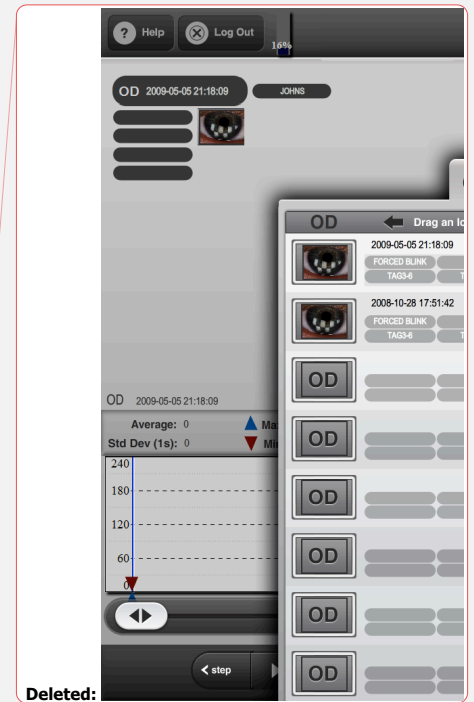 ? Help Log Out
16%
OD 2009-05-05 21:18:09 JOHNS
OD Drag an
2009-05-05 21:18:09
FORCED BLINK
TAG3-6
2008-10-28 17:51:42
FORCED BLINK
TAG3-6
OD
OD
OD
OD
OD
OD
OD 2009-05-05 21:18:09
Average: 0
Std Dev (1s): 0
240
180
120
60
0
< step
Deleted: